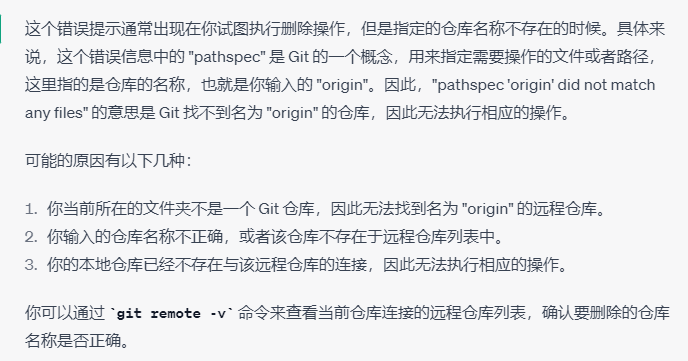 这个错误提示通常出现在你试图执行删除操作，但是指定的仓库名称不存在的时候。具体来
说，这个错误信息中的 "pathspec" 是 Git 的一个概念，用来指定需要操作的文件或者路径，
这里指的是仓库的名称，也就是你输入的 "origin"。因此，"pathspec 'origin' did not match
any files" 的意思是 Git 找不到名为 "origin" 的仓库，因此无法执行相应的操作。
可能的原因有以下几种：
1. 你当前所在的文件夹不是一个 Git 仓库，因此无法找到名为 "origin" 的远程仓库。
2. 你输入的仓库名称不正确，或者该仓库不存在于远程仓库列表中。
3. 你的本地仓库已经不存在与该远程仓库的连接，因此无法执行相应的操作。
你可以通过 `git remote -v` 命令来查看当前仓库连接的远程仓库列表，确认要删除的仓库
名称是否正确。